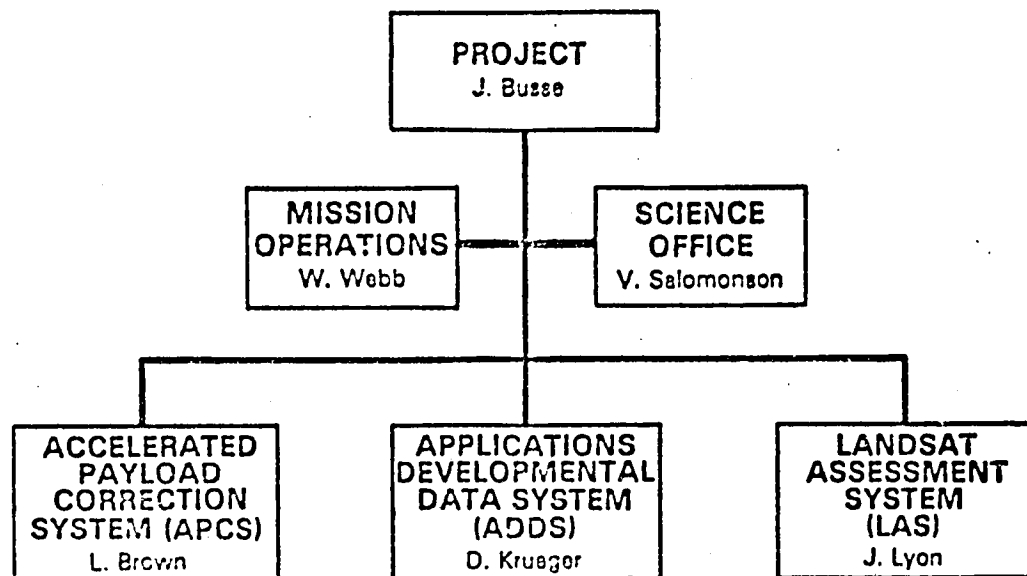 PROJECT
J. Busse
MISSION
OPERATIONS
W. Webb
SCIENCE
OFFICE
V. Salomonson
ACCELERATED
PAYLOAD
CORRECTION
SYSTEM (APCS)
L. Brown
APPLICATIONS
DEVELOPMENTAL
DATA SYSTEM
(ADDS)
D. Krueger
LANDSAT
ASSESSMENT
SYSTEM
(LAS)
J. Lyon